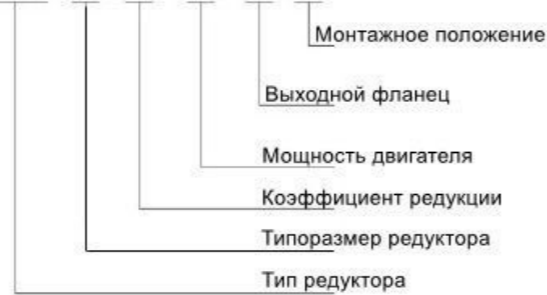 Монтажное положение
Выходной фланец
Мощность двигателя
Коэффициент редукции
Типоразмер редуктора
Тип редуктора